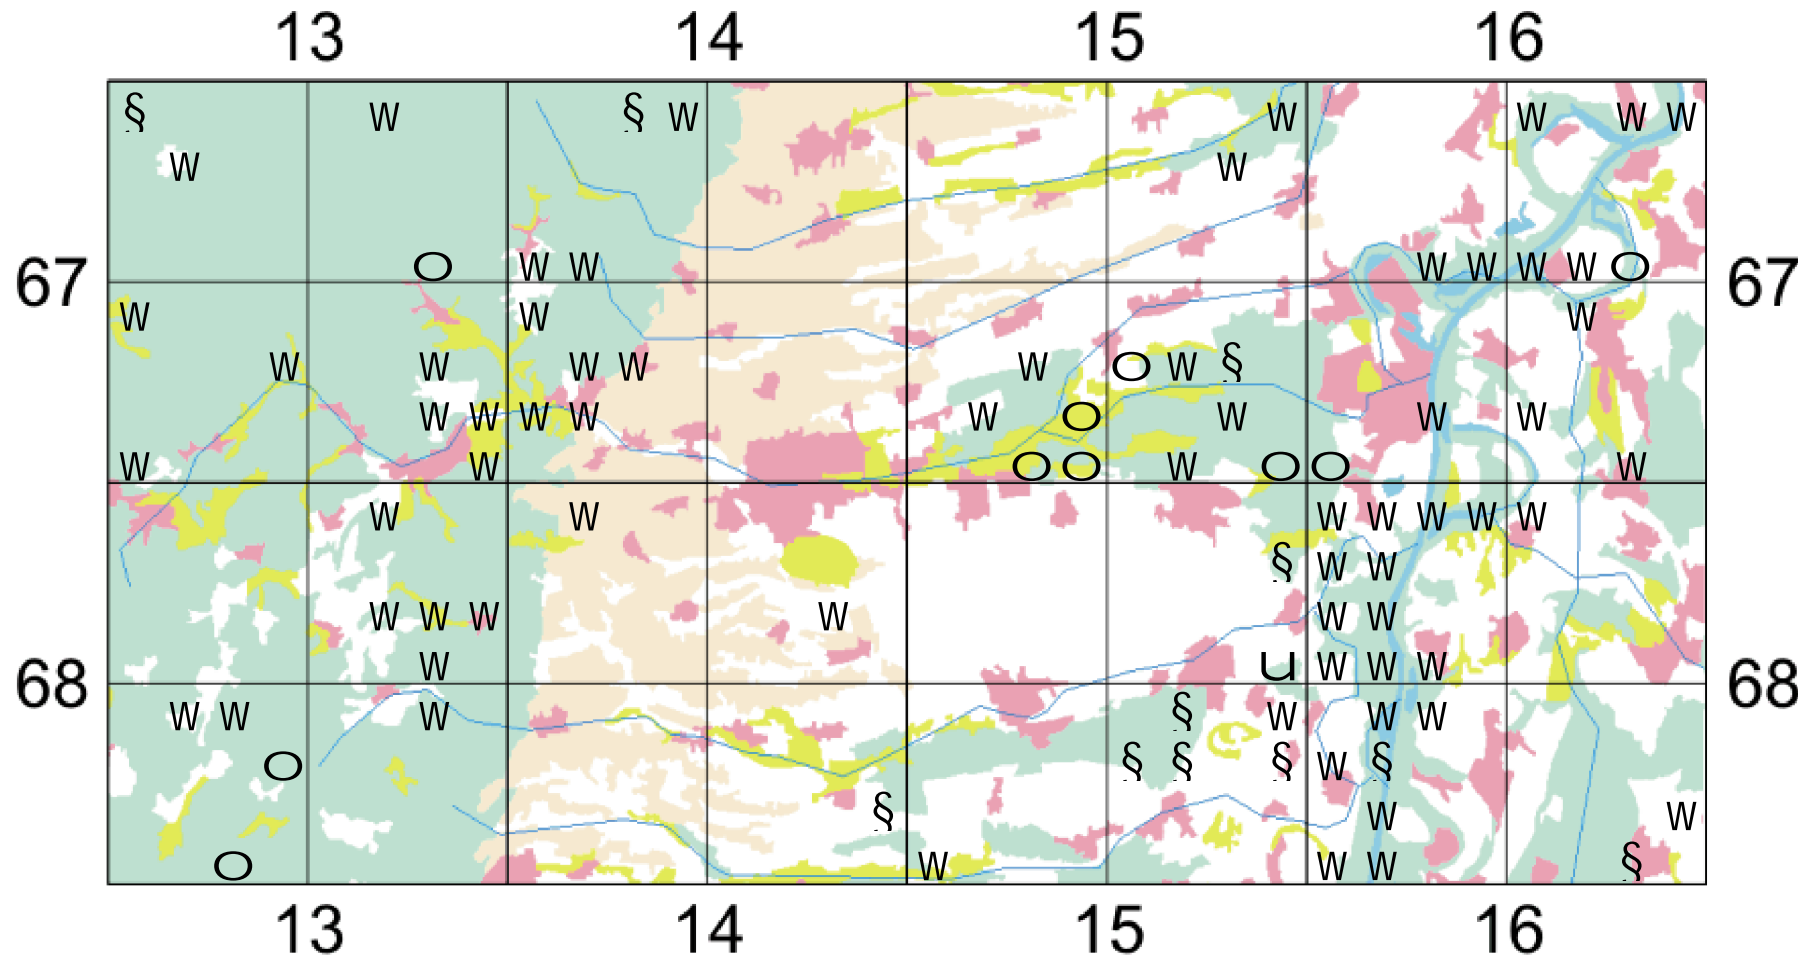 13 14 15 16
§ W § W W W W W
W W
67 O W W W W W W O 67
W W W
W W W W W O W §
W W W W W O W W W
W W O O W O O W
W W W W W W W
§ W W
W W W W W W
68 W u W W W 68
W W W § W W W
O § § § W §
§ W W
O W W W §
13 14 15 16